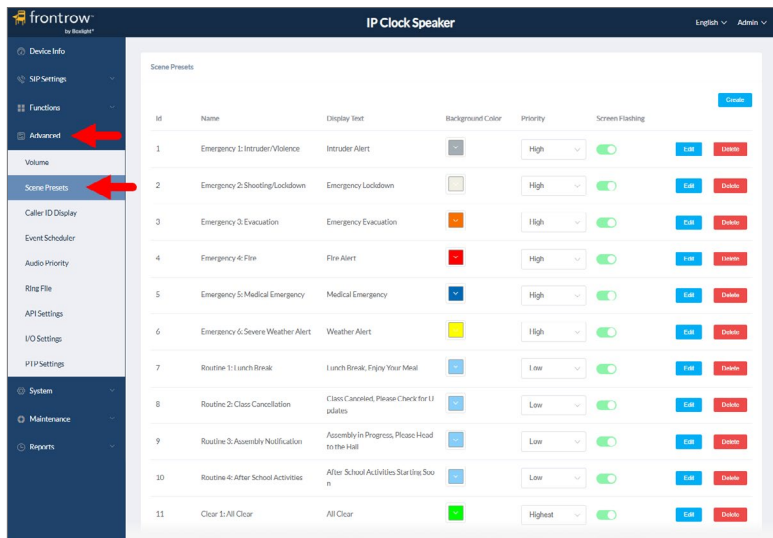 frontrow™
by Boxlight®
IP Clock Speaker
English
Admin
Device Info
SIP Settings
Functions
Advanced
Volume
Scene Presets
Caller ID Display
Event Scheduler
Audio Priority
Ring File
API Settings
I/O Settings
PTP Settings
System
Maintenance
Reports
Scene Presets
Create
Id Name Display Text Background Color Priority Screen Flashing
1 Emergency 1: Intruder/Violence Intruder Alert High Edit Delete
2 Emergency 2: Shooting/Lockdown Emergency Lockdown High Edit Delete
3 Emergency 3: Evacuation Emergency Evacuation High Edit Delete
4 Emergency 4: Fire Fire Alert High Edit Delete
5 Emergency 5: Medical Emergency Medical Emergency High Edit Delete
6 Emergency 6: Severe Weather Alert Weather Alert High Edit Delete
7 Routine 1: Lunch Break Lunch Break, Enjoy Your Meal Low Edit Delete
8 Routine 2: Class Cancellation Class Canceled, Please Check for U
pdates Low Edit Delete
9 Routine 3: Assembly Notification Assembly in Progress, Please Head
to the Hall Low Edit Delete
10 Routine 4: After School Activities After School Activities Starting Soo
n Low Edit Delete
11 Clear 1: All Clear All Clear Highest Edit Delete